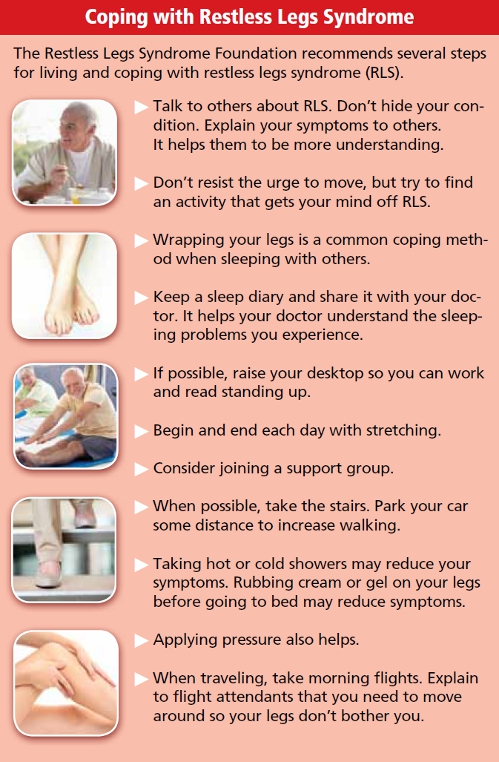 Coping with Restless Legs Syndrome
The Restless Legs Syndrome Foundation recommends several steps
for living and coping with restless legs syndrome (RLS).
Talk to others about RLS. Don't hide your con-
dition. Explain your symptoms to others.
It helps them to be more understanding.
Don't resist the urge to move, but try to find
an activity that gets your mind off RLS.
Wrapping your legs is a common coping meth-
od when sleeping with others.
Keep a sleep diary and share it with your doc-
tor. It helps your doctor understand the sleep-
ing problems you experience.
If possible, raise your desktop so you can work
and read standing up.
Begin and end each day with stretching.
Consider joining a support group.
When possible, take the stairs. Park your car
some distance to increase walking.
Taking hot or cold showers may reduce your
symptoms. Rubbing cream or gel on your legs
before going to bed may reduce symptoms.
Applying pressure also helps.
When traveling, take morning flights. Explain
to flight attendants that you need to move
around so your legs don't bother you.